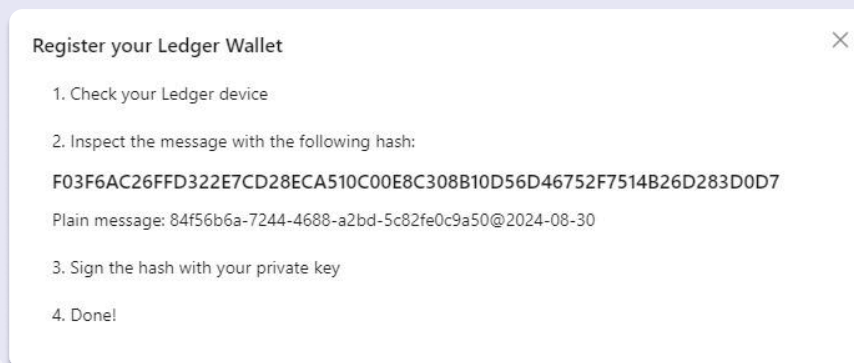 Register your Ledger Wallet
1. Check your Ledger device
2. Inspect the message with the following hash:
F03F6AC26FFD322E7CD28ECA510C00E8C308B10D56D46752F7514B26D283D0D7
Plain message: 84f56b6a-7244-4688-a2bd-5c82fe0c9a50@2024-08-30
3. Sign the hash with your private key
4. Done!